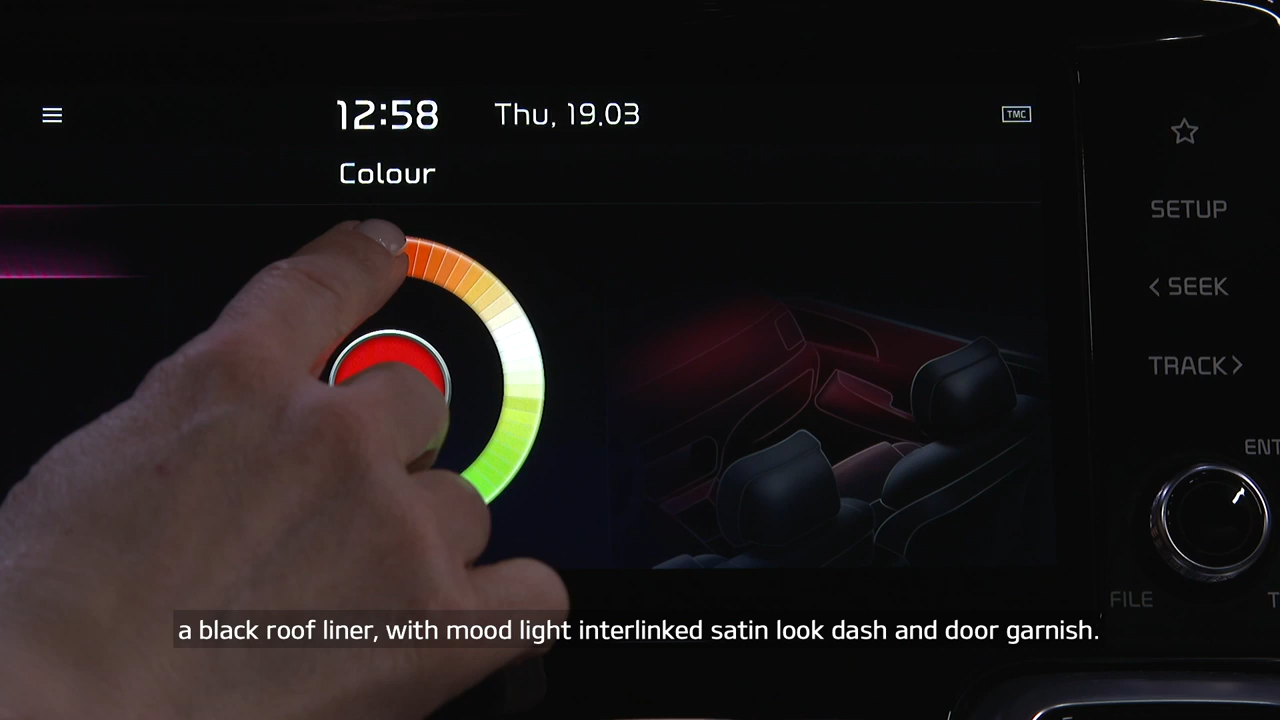 12:58 Thu, 19.03 TMC
Colour
SETUP
< SEEK
TRACK >
ENT
FILE T
a black roof liner, with mood light interlinked satin look dash and door garnish.